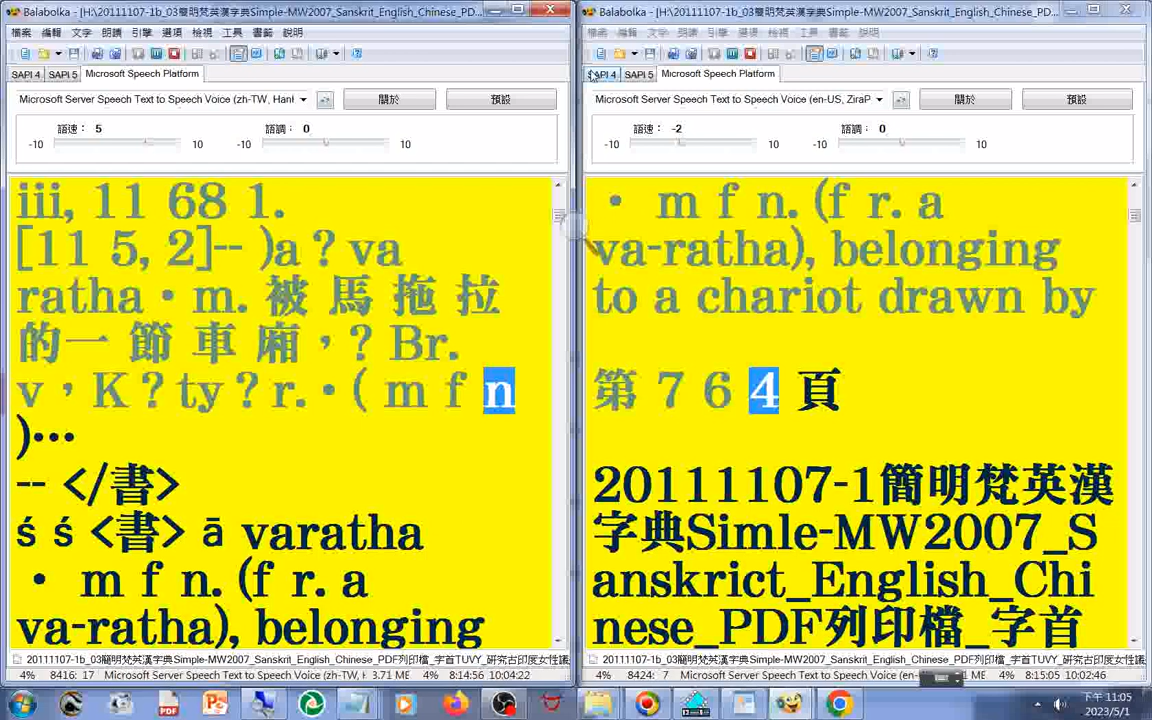 Balabolka - [H:\20111107-1b_03簡明梵英漢字典Simple-MW2007_Sanskrit_English_Chinese_PD...
檔案 編輯 文字 朗讀 引擎 選項 檢視 工具 書籤 說明
SAPI 4 SAPI 5 Microsoft Speech Platform
Microsoft Server Speech Text to Speech Voice (zh-TW, Han
關於 預設
語速： 5 語調： 0
-10 10 -10 10
iii, 11 68 1.
[11 5, 2]-- )a ? va
ratha • m. 被 馬 拖 拉
的一 節 車 廂，? Br.
v，K ? ty ? r. • ( m f n
)…
-- </書>
ś ś <書> ā varatha
• m f n. (f r. a
va-ratha), belonging
20111107-1b_03簡明梵英漢字典Simple-MW2007_Sanskrit_English_Chinese_PDF列印檔_字首TUVY_研究古印度女性議
4% 8416: 17 Microsoft Server Speech Text to Speech Voice (zh-TW, 3.71 ME 4% 8:14:56 10:04:22
Balabolka - [H:\20111107-1b_03簡明梵英漢字典Simple-MW2007_Sanskrit_English_Chinese_PDF...
檔案 編輯 文字 朗讀 引擎 選項 檢視 工具 書籤 說明
SAPI 4 SAPI 5 Microsoft Speech Platform
Microsoft Server Speech Text to Speech Voice (en-US, ZiraP
關於 預設
語速： -2 語調： 0
-10 10 -10 10
• m f n. (f r. a
va-ratha), belonging
to a chariot drawn by
第 7 6 4 頁
20111107-1簡明梵英漢
字典Simle-MW2007_S
anskrict_English_Chi
nese_PDF列印檔_字首
20111107-1b_03簡明梵英漢字典Simple-MW2007_Sanskrit_English_Chinese_PDF列印檔_字首TUVY_研究古印度女性議
4% 8424: 7 Microsoft Server Speech Text to Speech Voice (en-US, 4% 8:15:05 10:02:46
下午 11:05
2023/5/1